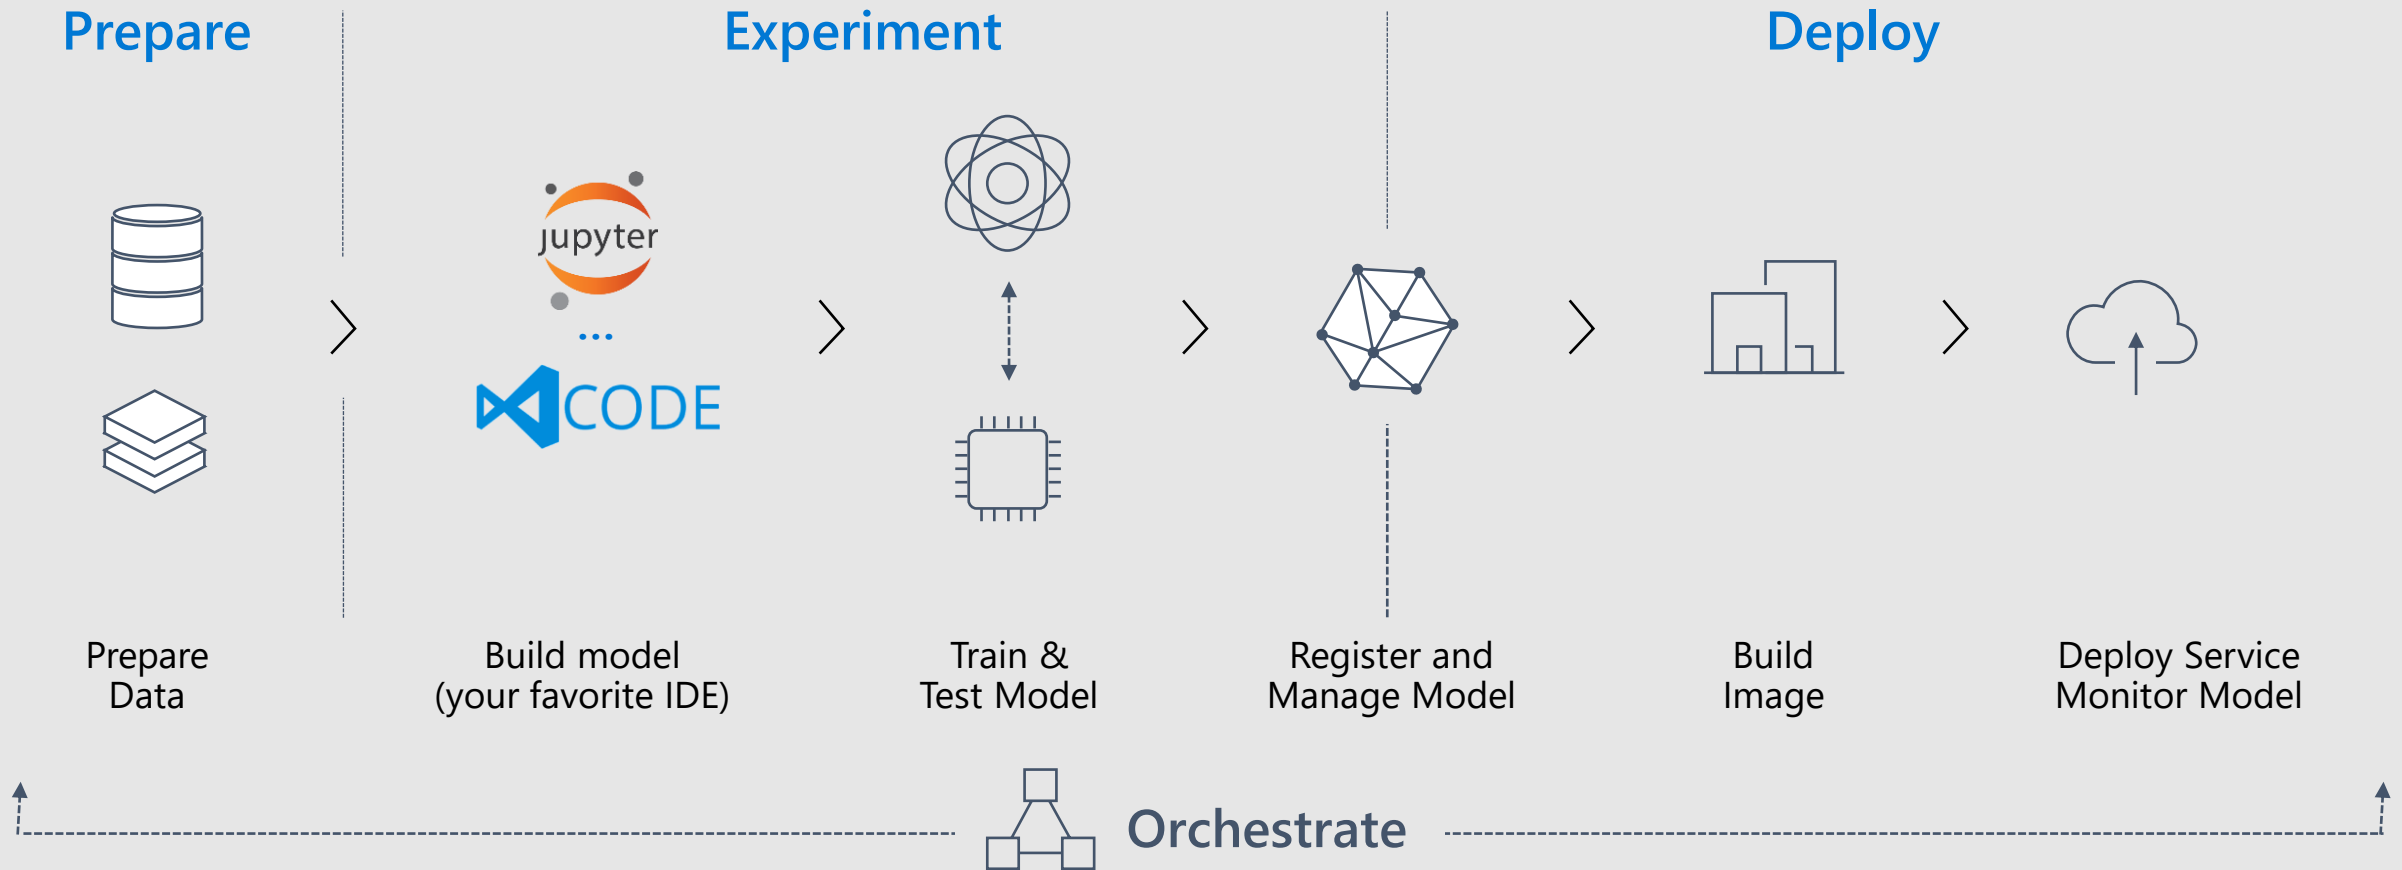 Prepare
Experiment
Deploy
jupyter
...
CODE
Prepare
Data
Build model
(your favorite IDE)
Train &
Test Model
Register and
Manage Model
Build
Image
Deploy Service
Monitor Model
Orchestrate